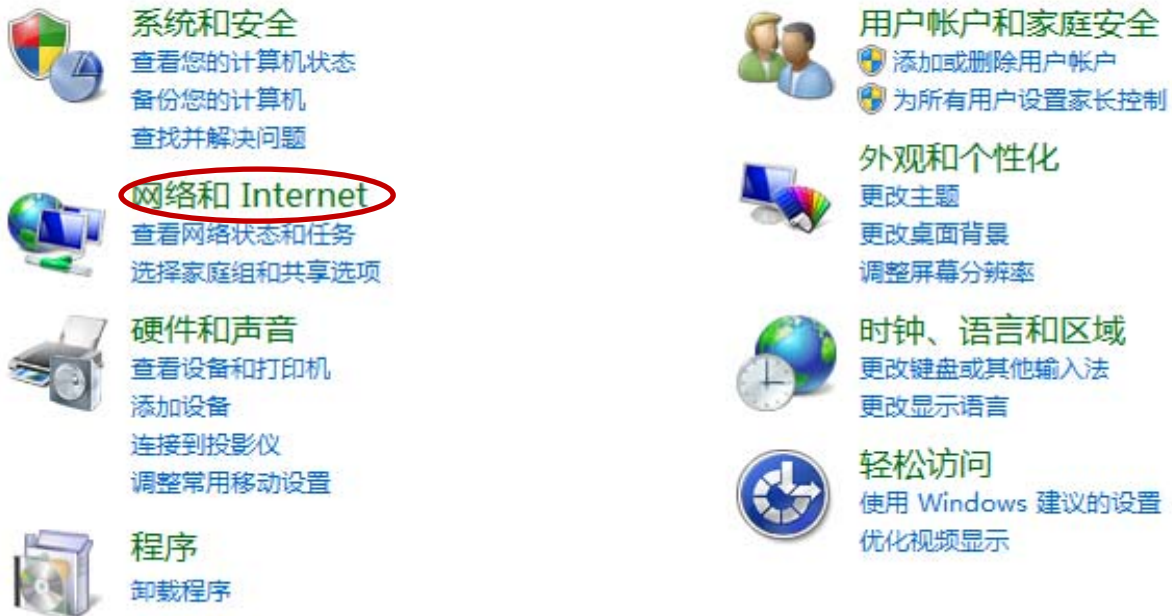 系统和安全
查看您的计算机状态
备份您的计算机
查找并解决问题
网络和 Internet
查看网络状态和任务
选择家庭组和共享选项
硬件和声音
查看设备和打印机
添加设备
连接到投影仪
调整常用移动设置
程序
卸载程序
用户帐户和家庭安全
添加或删除用户帐户
为所有用户设置家长控制
外观和个性化
更改主题
更改桌面背景
调整屏幕分辨率
时钟、语言和区域
更改键盘或其他输入法
更改显示语言
轻松访问
使用 Windows 建议的设置
优化视频显示